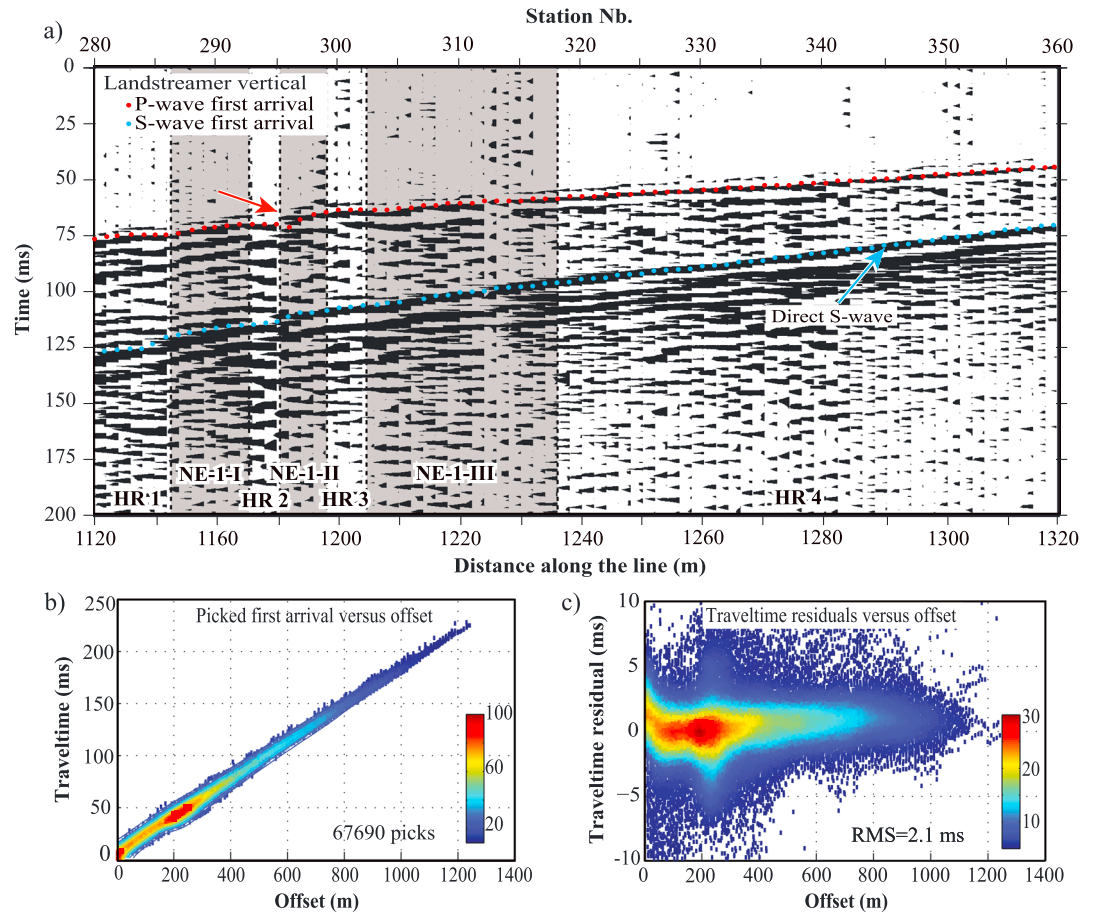 a)
Station Nb.
280 290 300 310 320 330 340 350 360
Landstreamer vertical
P-wave first arrival
S-wave first arrival
0
25
50
75
100
125
150
175
200
Time (ms)
Direct S-wave
NE-1-I NE-1-II NE-1-III
HR 1 HR 2 HR 3 HR 4
1120 1160 1200 1220 1240 1260 1280 1300 1320
Distance along the line (m)
b)
Picked first arrival versus offset
250
200
150
100
50
0
Traveltime (ms)
100
60
20
67690 picks
0 200 400 600 800 1000 1200 1400
Offset (m)
c)
Traveltime residuals versus offset
10
5
0
−5
-10
Traveltime residual (ms)
30
20
10
RMS=2.1 ms
0 200 400 600 800 1000 1200 1400
Offset (m)